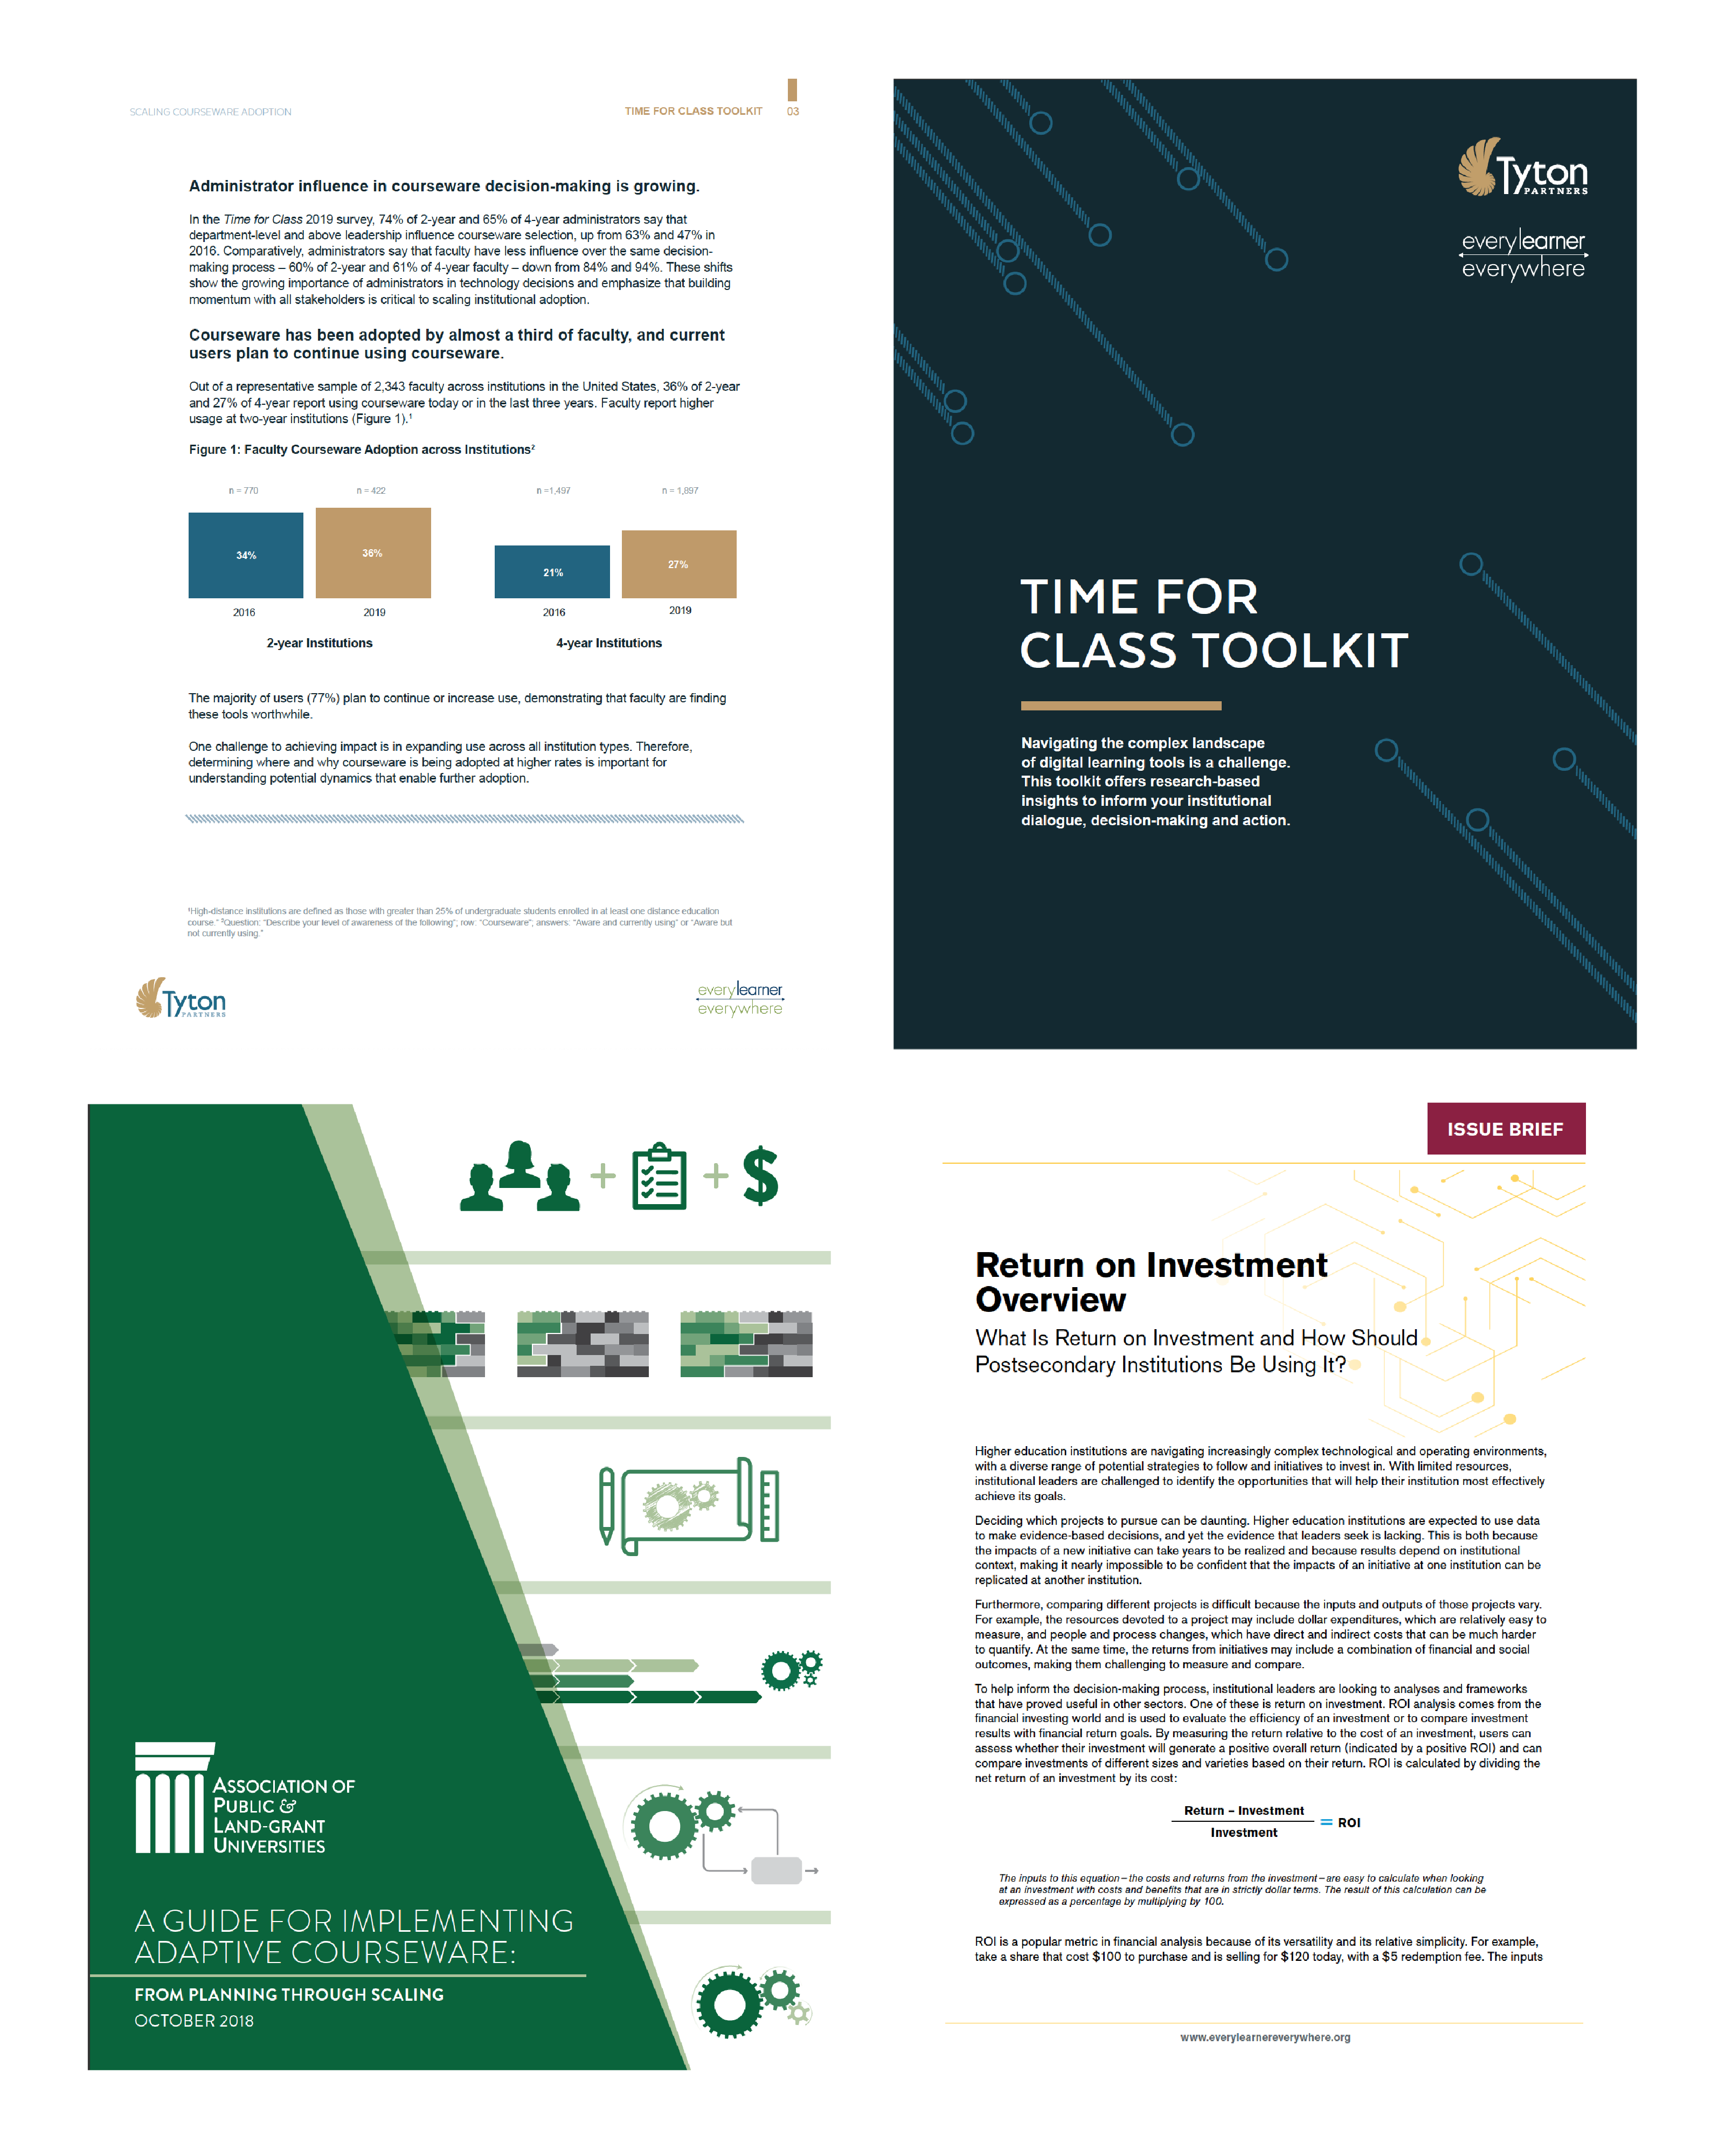 SCALING COURSEWARE ADOPTION
TIME FOR CLASS TOOLKIT 03
Administrator influence in courseware decision-making is growing.
In the Time for Class 2019 survey, 74% of 2-year and 65% of 4-year administrators say that
department-level and above leadership influence courseware selection, up from 63% and 47% in
2016. Comparatively, administrators say that faculty have less influence over the same decision-
making process – 60% of 2-year and 61% of 4-year faculty – down from 84% and 94%. These shifts
show the growing importance of administrators in technology decisions and emphasize that building
momentum with all stakeholders is critical to scaling institutional adoption.
Courseware has been adopted by almost a third of faculty, and current
users plan to continue using courseware.
Out of a representative sample of 2,343 faculty across institutions in the United States, 36% of 2-year
and 27% of 4-year report using courseware today or in the last three years. Faculty report higher
usage at two-year institutions (Figure 1).¹
Figure 1: Faculty Courseware Adoption across Institutions²
n = 770 n = 422 n =1,497 n = 1,897
34% 36% 21% 27%
2016 2019 2016 2019
2-year Institutions 4-year Institutions
The majority of users (77%) plan to continue or increase use, demonstrating that faculty are finding
these tools worthwhile.
One challenge to achieving impact is in expanding use across all institution types. Therefore,
determining where and why courseware is being adopted at higher rates is important for
understanding potential dynamics that enable further adoption.
¹High-distance institutions are defined as those with greater than 25% of undergraduate students enrolled in at least one distance education
course." ²Question: "Describe your level of awareness of the following"; row: "Courseware"; answers: "Aware and currently using" or "Aware but
not currently using."
Tyton
PARTNERS
everylearner
everywhere
Tyton
PARTNERS
everylearner
everywhere
TIME FOR
CLASS TOOLKIT
Navigating the complex landscape
of digital learning tools is a challenge.
This toolkit offers research-based
insights to inform your institutional
dialogue, decision-making and action.
+ + $
ASSOCIATION OF
PUBLIC &
LAND-GRANT
UNIVERSITIES
A GUIDE FOR IMPLEMENTING
ADAPTIVE COURSEWARE:
FROM PLANNING THROUGH SCALING
OCTOBER 2018
ISSUE BRIEF
Return on Investment
Overview
What Is Return on Investment and How Should
Postsecondary Institutions Be Using It?
Higher education institutions are navigating increasingly complex technological and operating environments,
with a diverse range of potential strategies to follow and initiatives to invest in. With limited resources,
institutional leaders are challenged to identify the opportunities that will help their institution most effectively
achieve its goals.
Deciding which projects to pursue can be daunting. Higher education institutions are expected to use data
to make evidence-based decisions, and yet the evidence that leaders seek is lacking. This is both because
the impacts of a new initiative can take years to be realized and because results depend on institutional
context, making it nearly impossible to be confident that the impacts of an initiative at one institution can be
replicated at another institution.
Furthermore, comparing different projects is difficult because the inputs and outputs of those projects vary.
For example, the resources devoted to a project may include dollar expenditures, which are relatively easy to
measure, and people and process changes, which have direct and indirect costs that can be much harder
to quantify. At the same time, the returns from initiatives may include a combination of financial and social
outcomes, making them challenging to measure and compare.
To help inform the decision-making process, institutional leaders are looking to analyses and frameworks
that have proved useful in other sectors. One of these is return on investment. ROI analysis comes from the
financial investing world and is used to evaluate the efficiency of an investment or to compare investment
results with financial return goals. By measuring the return relative to the cost of an investment, users can
assess whether their investment will generate a positive overall return (indicated by a positive ROI) and can
compare investments of different sizes and varieties based on their return. ROI is calculated by dividing the
net return of an investment by its cost:
Return – Investment
= ROI
Investment
The inputs to this equation—the costs and returns from the investment—are easy to calculate when looking
at an investment with costs and benefits that are in strictly dollar terms. The result of this calculation can be
expressed as a percentage by multiplying by 100.
ROI is a popular metric in financial analysis because of its versatility and its relative simplicity. For example,
take a share that cost $100 to purchase and is selling for $120 today, with a $5 redemption fee. The inputs
www.everylearnereverywhere.org